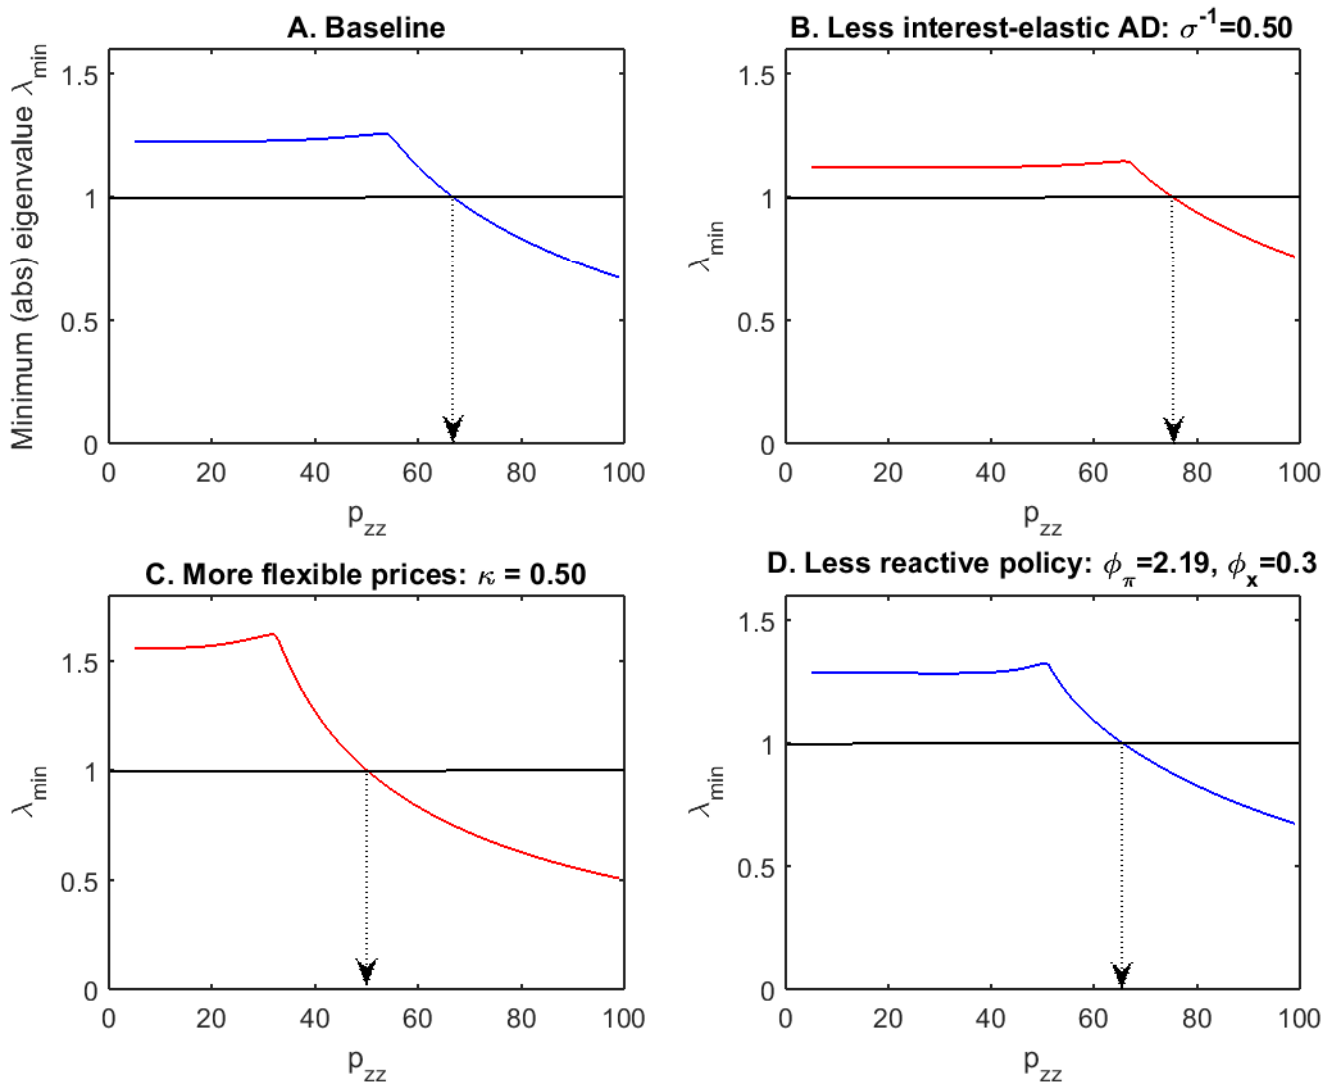 A. Baseline
Minimum (abs) eigenvalue λmin
1.5
1
0.5
0
0 20 40 60 80 100
pzz
B. Less interest-elastic AD: σ-1=0.50
λmin
1.5
1
0.5
0
0 20 40 60 80 100
pzz
C. More flexible prices: κ = 0.50
λmin
1.5
1
0.5
0
0 20 40 60 80 100
pzz
D. Less reactive policy: ϕπ=2.19, ϕx=0.3
λmin
1.5
1
0.5
0
0 20 40 60 80 100
pzz